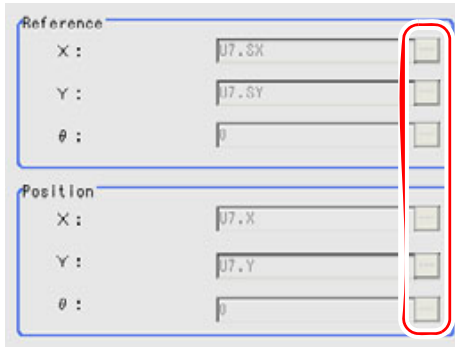 Reference
X : U7.SX ...
Y : U7.SY ...
θ : 0 ...
Position
X : U7.X ...
Y : U7.Y ...
θ : 0 ...